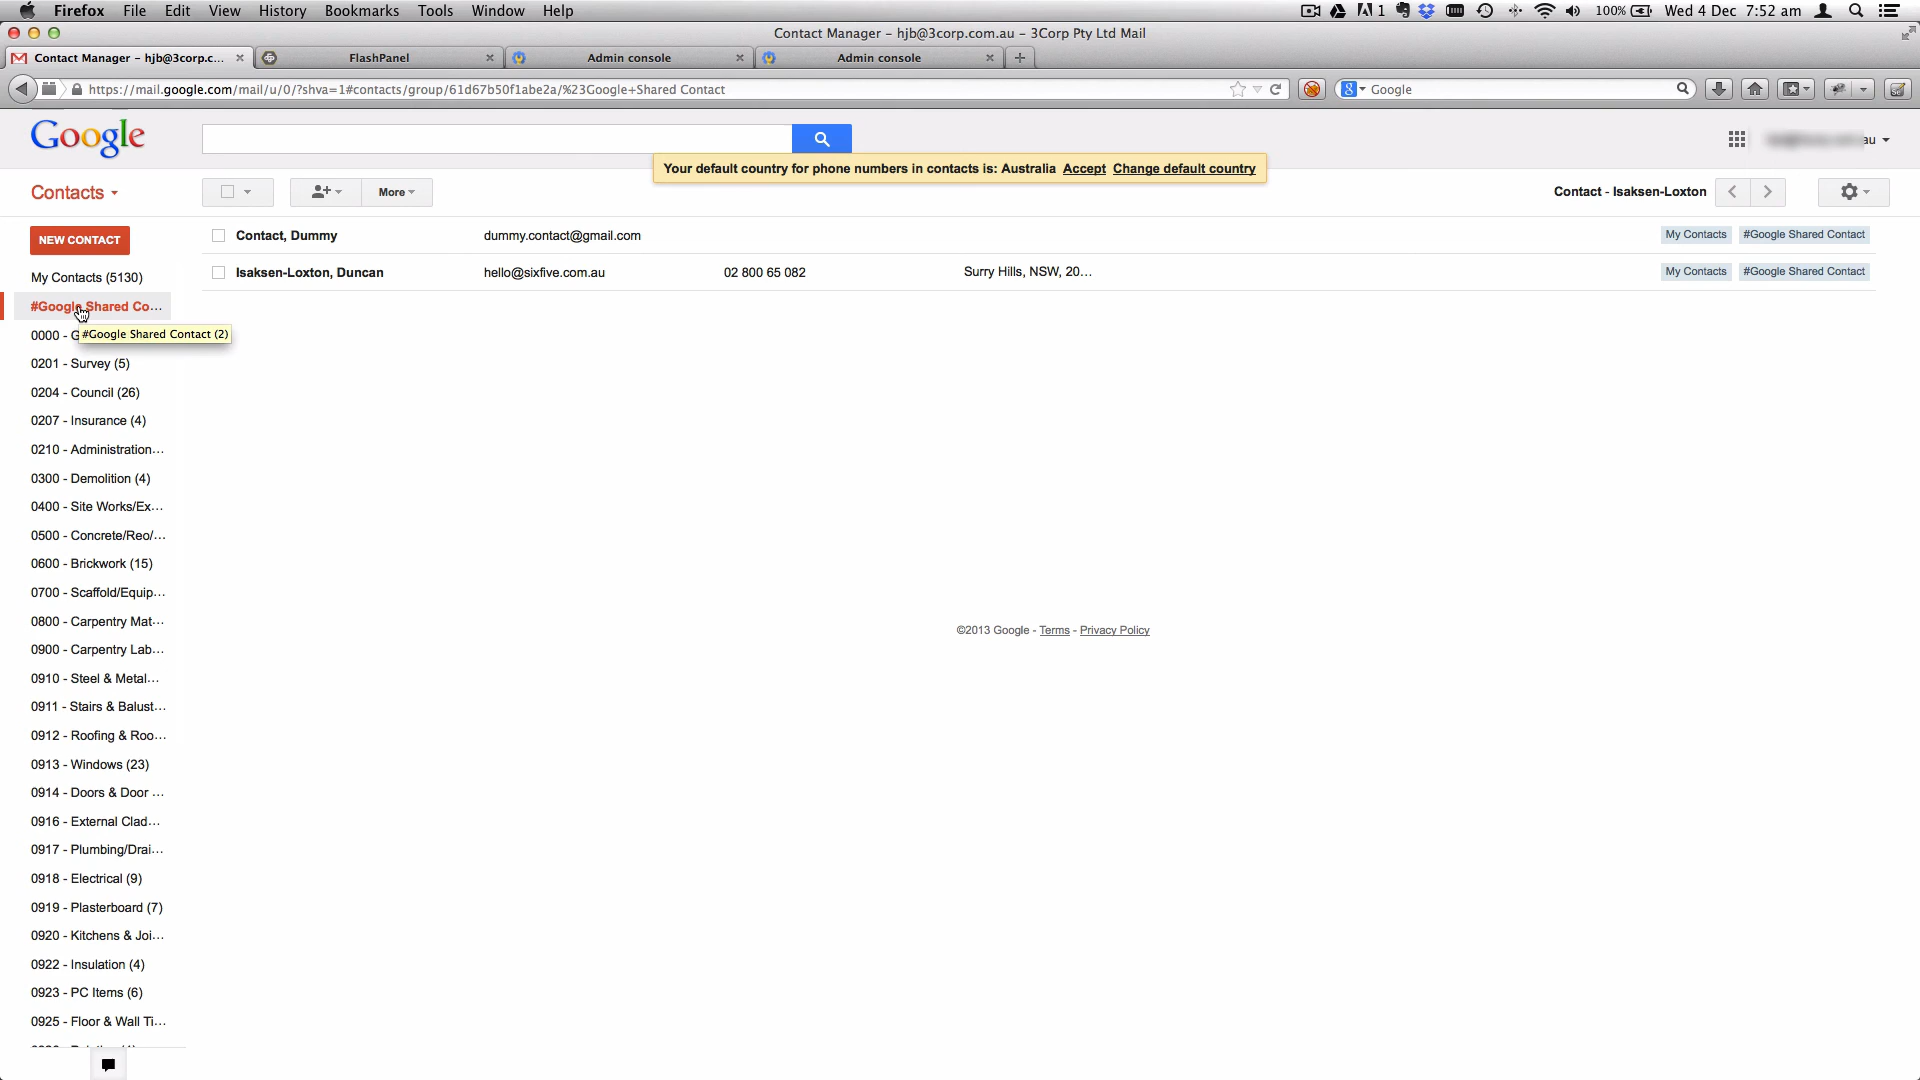 Firefox File Edit View History Bookmarks Tools Window Help 1 100% Wed 4 Dec 7:52 am
Contact Manager – hjb@3corp.com.au – 3Corp Pty Ltd Mail
Contact Manager – hjb@3corp.c... FlashPanel Admin console Admin console
https://mail.google.com/mail/u/0/?shva=1#contacts/group/61d67b50f1abe2a/%23Google+Shared Contact Google
Google au
Your default country for phone numbers in contacts is: Australia Accept Change default country
Contacts More Contact - Isaksen-Loxton
Contact, Dummy dummy.contact@gmail.com My Contacts #Google Shared Contact
NEW CONTACT
Isaksen-Loxton, Duncan hello@sixfive.com.au 02 800 65 082 Surry Hills, NSW, 20... My Contacts #Google Shared Contact
My Contacts (5130)
#Google Shared Co...
0000 - G
#Google Shared Contact (2)
0201 - Survey (5)
0204 - Council (26)
0207 - Insurance (4)
0210 - Administration...
0300 - Demolition (4)
0400 - Site Works/Ex...
0500 - Concrete/Reo/...
0600 - Brickwork (15)
0700 - Scaffold/Equip...
0800 - Carpentry Mat...
0900 - Carpentry Lab...
0910 - Steel & Metal...
0911 - Stairs & Balust...
0912 - Roofing & Roo...
0913 - Windows (23)
0914 - Doors & Door ...
0916 - External Clad...
0917 - Plumbing/Drai...
0918 - Electrical (9)
0919 - Plasterboard (7)
0920 - Kitchens & Joi...
0922 - Insulation (4)
0923 - PC Items (6)
0925 - Floor & Wall Ti...
©2013 Google - Terms - Privacy Policy